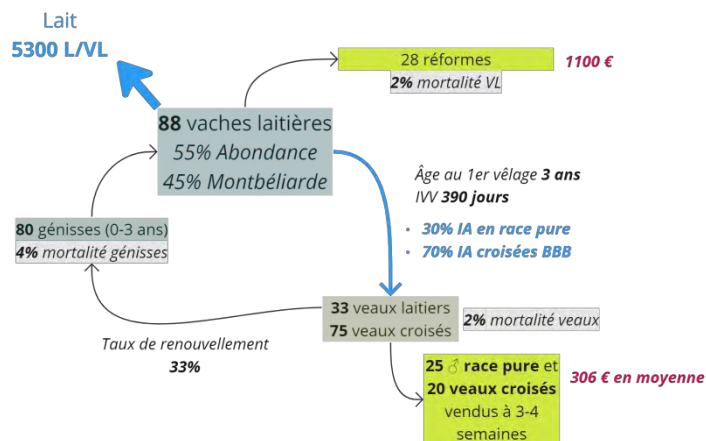 Lait
5300 L/VL
28 réformes
1100 €
2% mortalité VL
88 vaches laitières
55% Abondance
45% Montbéliarde
Âge au 1er vêlage 3 ans
IVV 390 jours
• 30% IA en race pure
• 70% IA croisées BBB
80 génisses (0-3 ans)
4% mortalité génisses
33 veaux laitiers
75 veaux croisés
2% mortalité veaux
Taux de renouvellement
33%
25 ♂ race pure et
20 veaux croisés
vendus à 3-4
semaines
306 € en moyenne